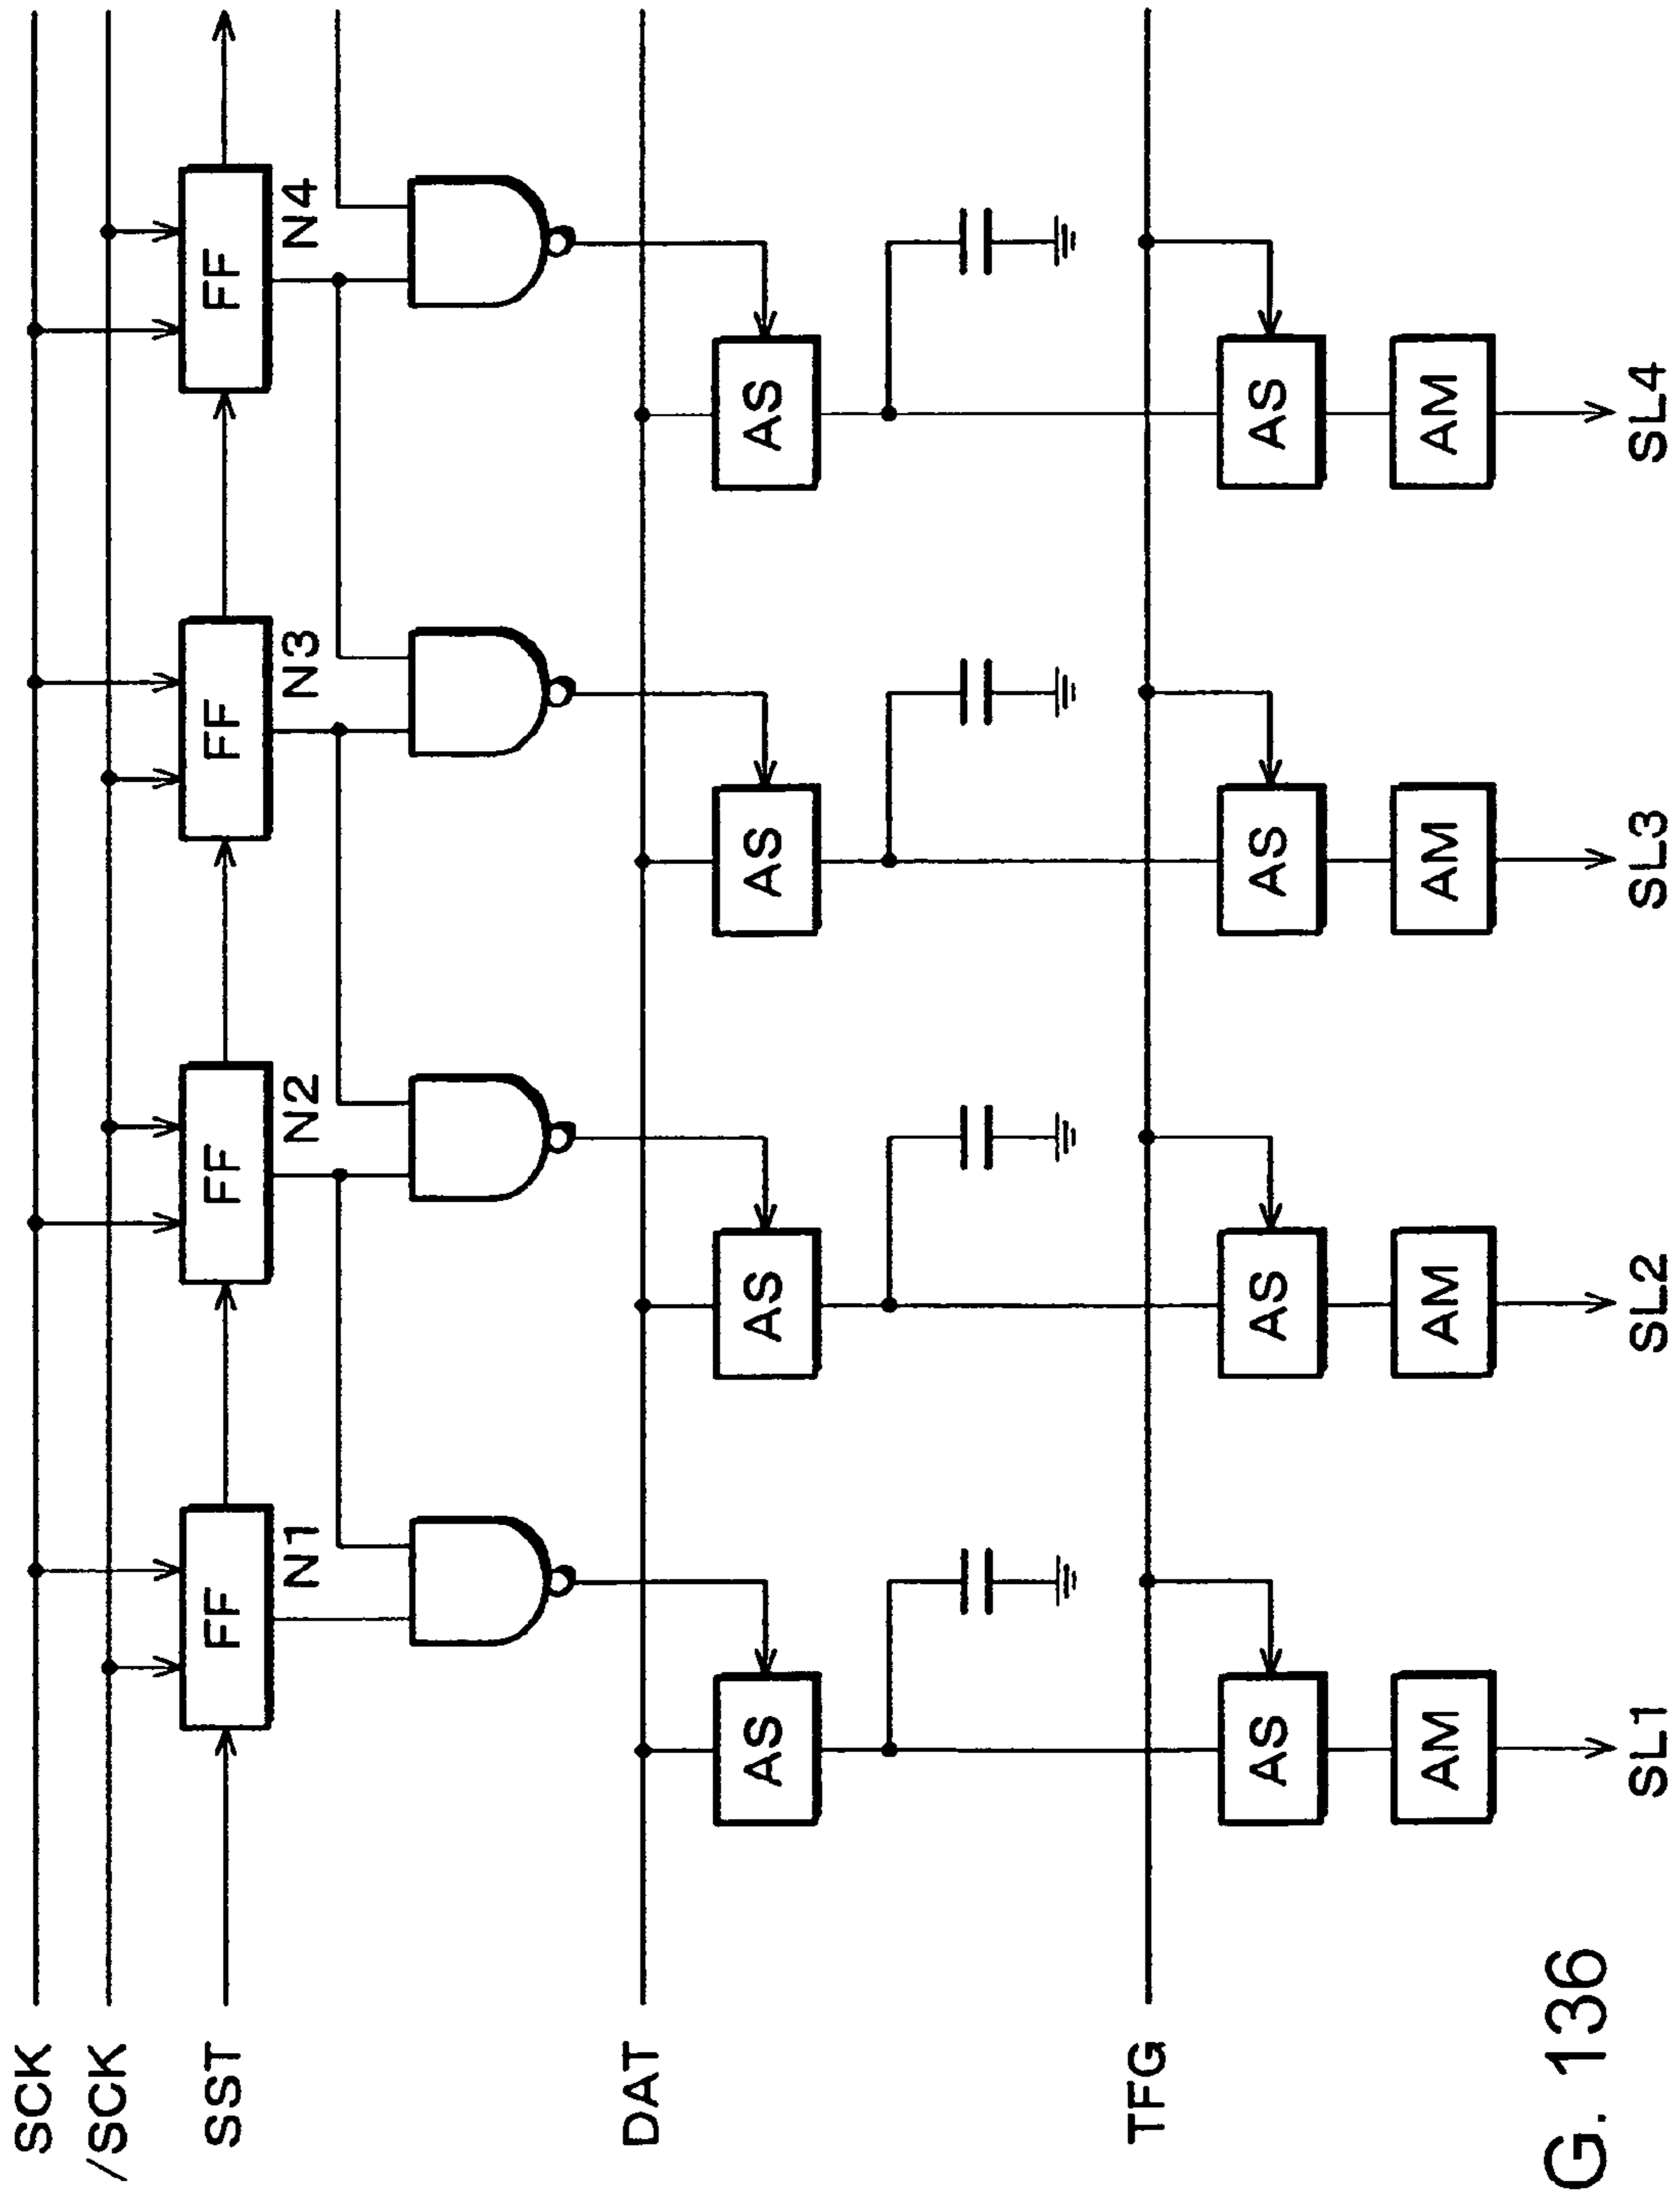 SCK
/SCK
SST
FF FF FF FF
N1 N2 N3 N4
DAT
AS AS AS AS
TFG
AS AS AS AS
AM AM AM AM
SL1 SL2 SL3 SL4
G. 136